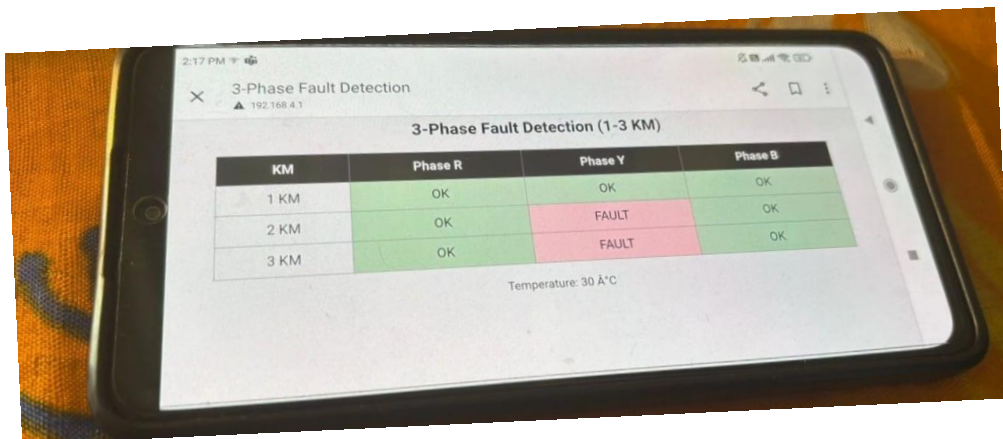 2:17 PM
3-Phase Fault Detection
192.168.4.1
3-Phase Fault Detection (1-3 KM)
KM Phase R Phase Y Phase B
1 KM OK OK OK
2 KM OK FAULT OK
3 KM OK FAULT OK
Temperature: 30 Â°C